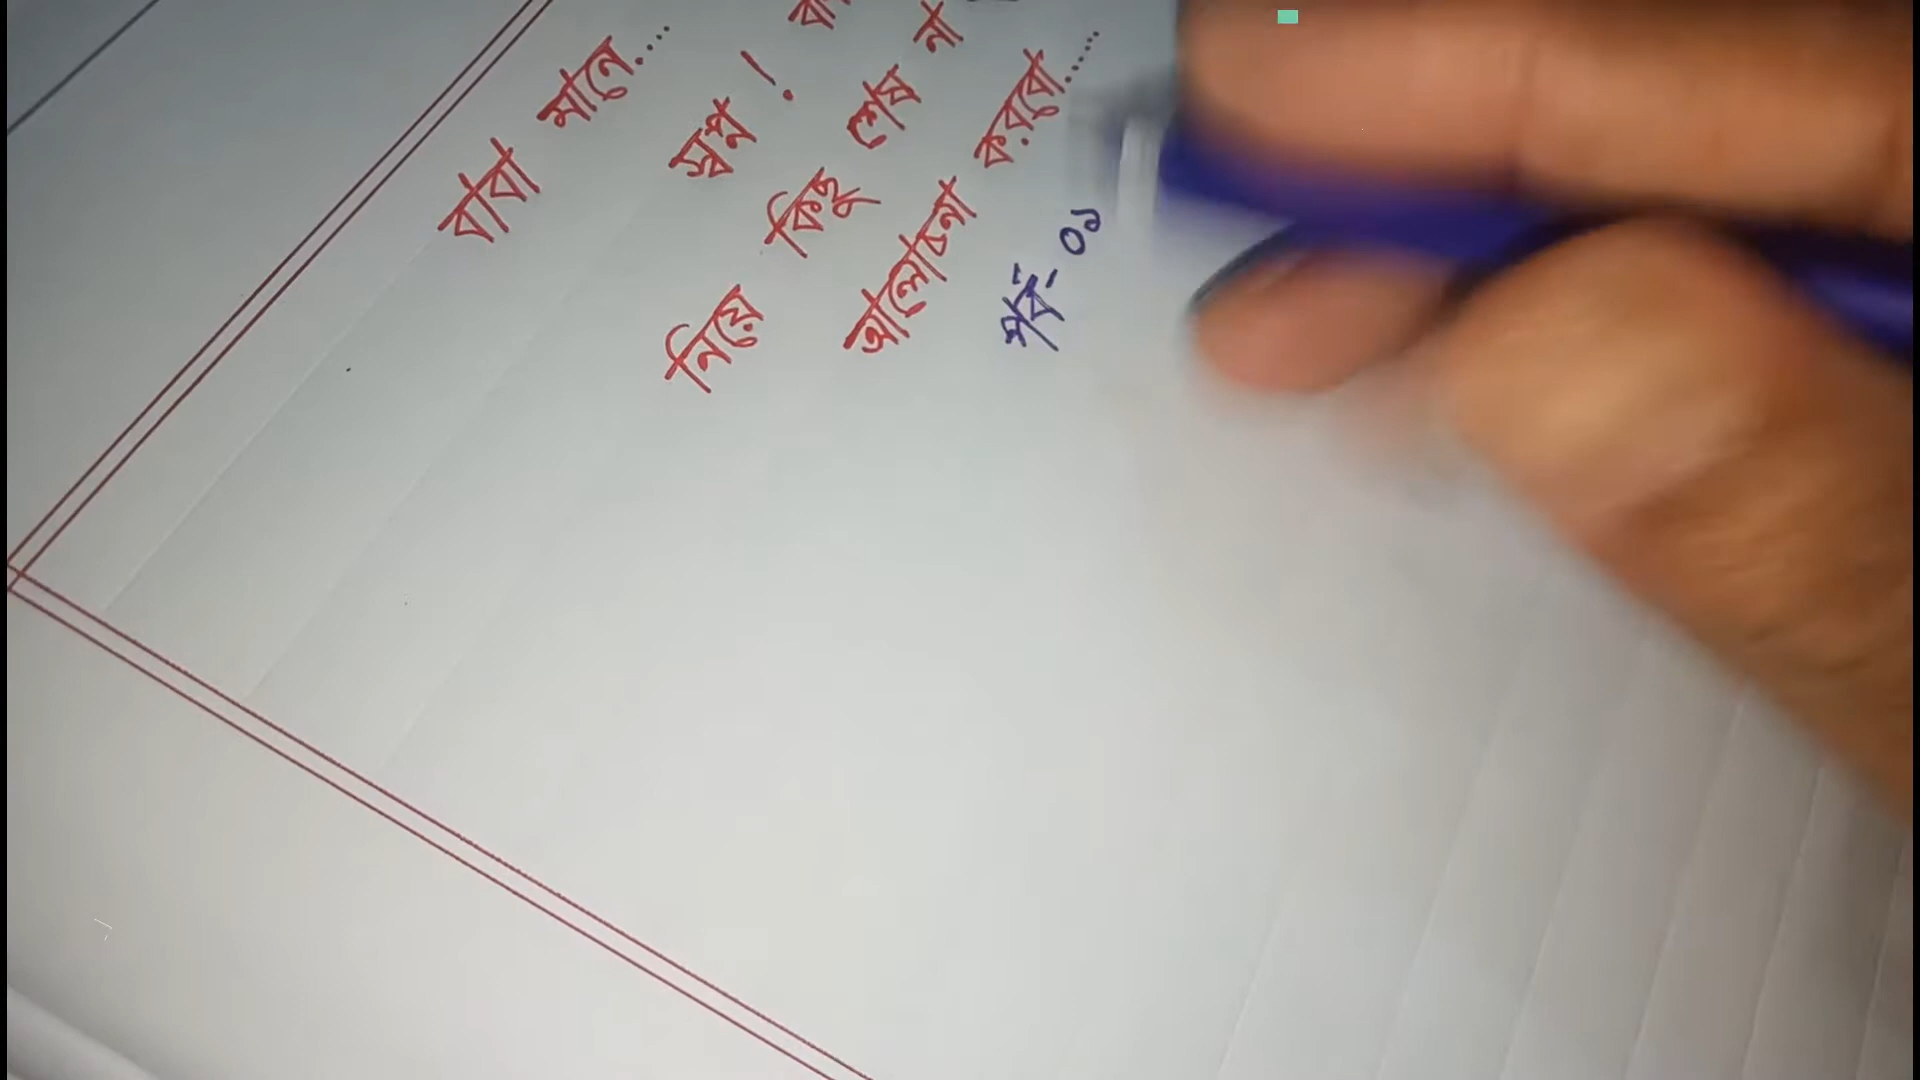 বাবা মানে....
স্বপ্ন !
নিয়ে কিছু শেষ না
আলোচনা করবো......
পর্ব- ০১